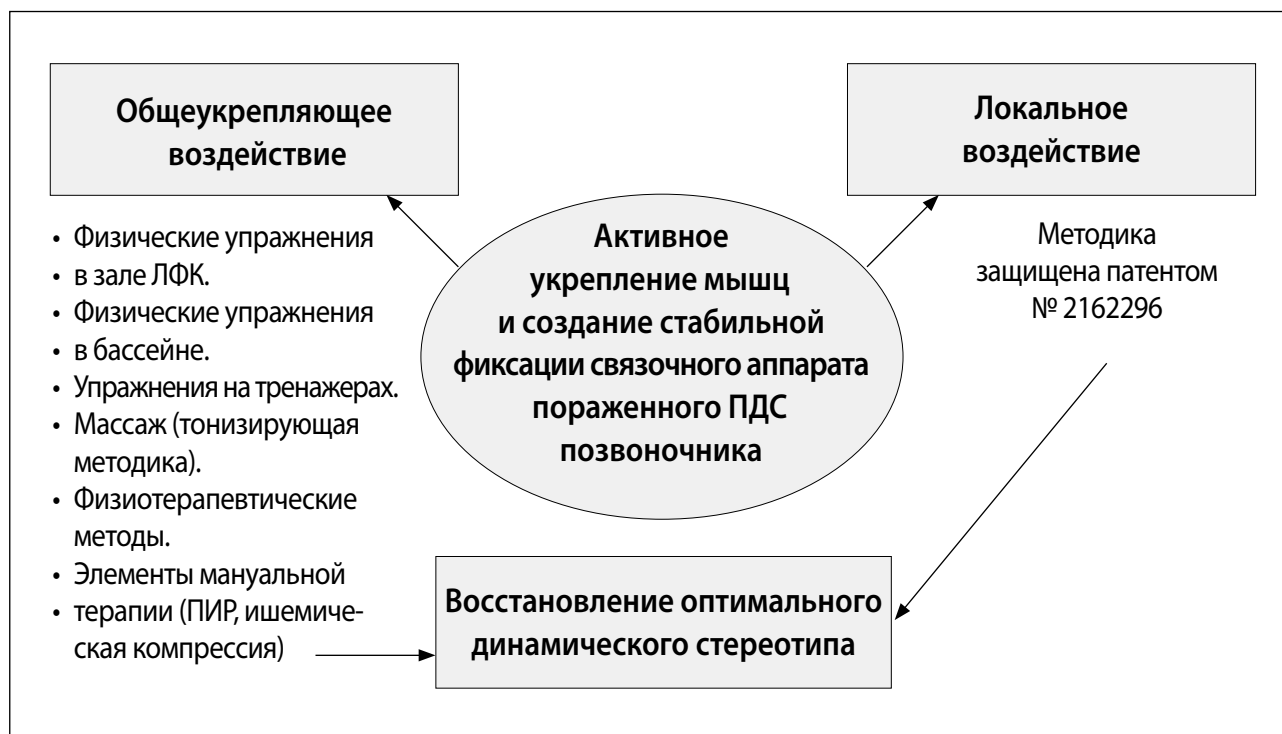 Общеукрепляющее
воздействие
• Физические упражнения
• в зале ЛФК.
• Физические упражнения
• в бассейне.
• Упражнения на тренажерах.
• Массаж (тонизирующая
методика).
• Физиотерапевтические
методы.
• Элементы мануальной
• терапии (ПИР, ишемиче-
ская компрессия)
Активное
укрепление мышц
и создание стабильной
фиксации связочного аппарата
пораженного ПДС
позвоночника
Локальное
воздействие
Методика
защищена патентом
№ 2162296
Восстановление оптимального
динамического стереотипа